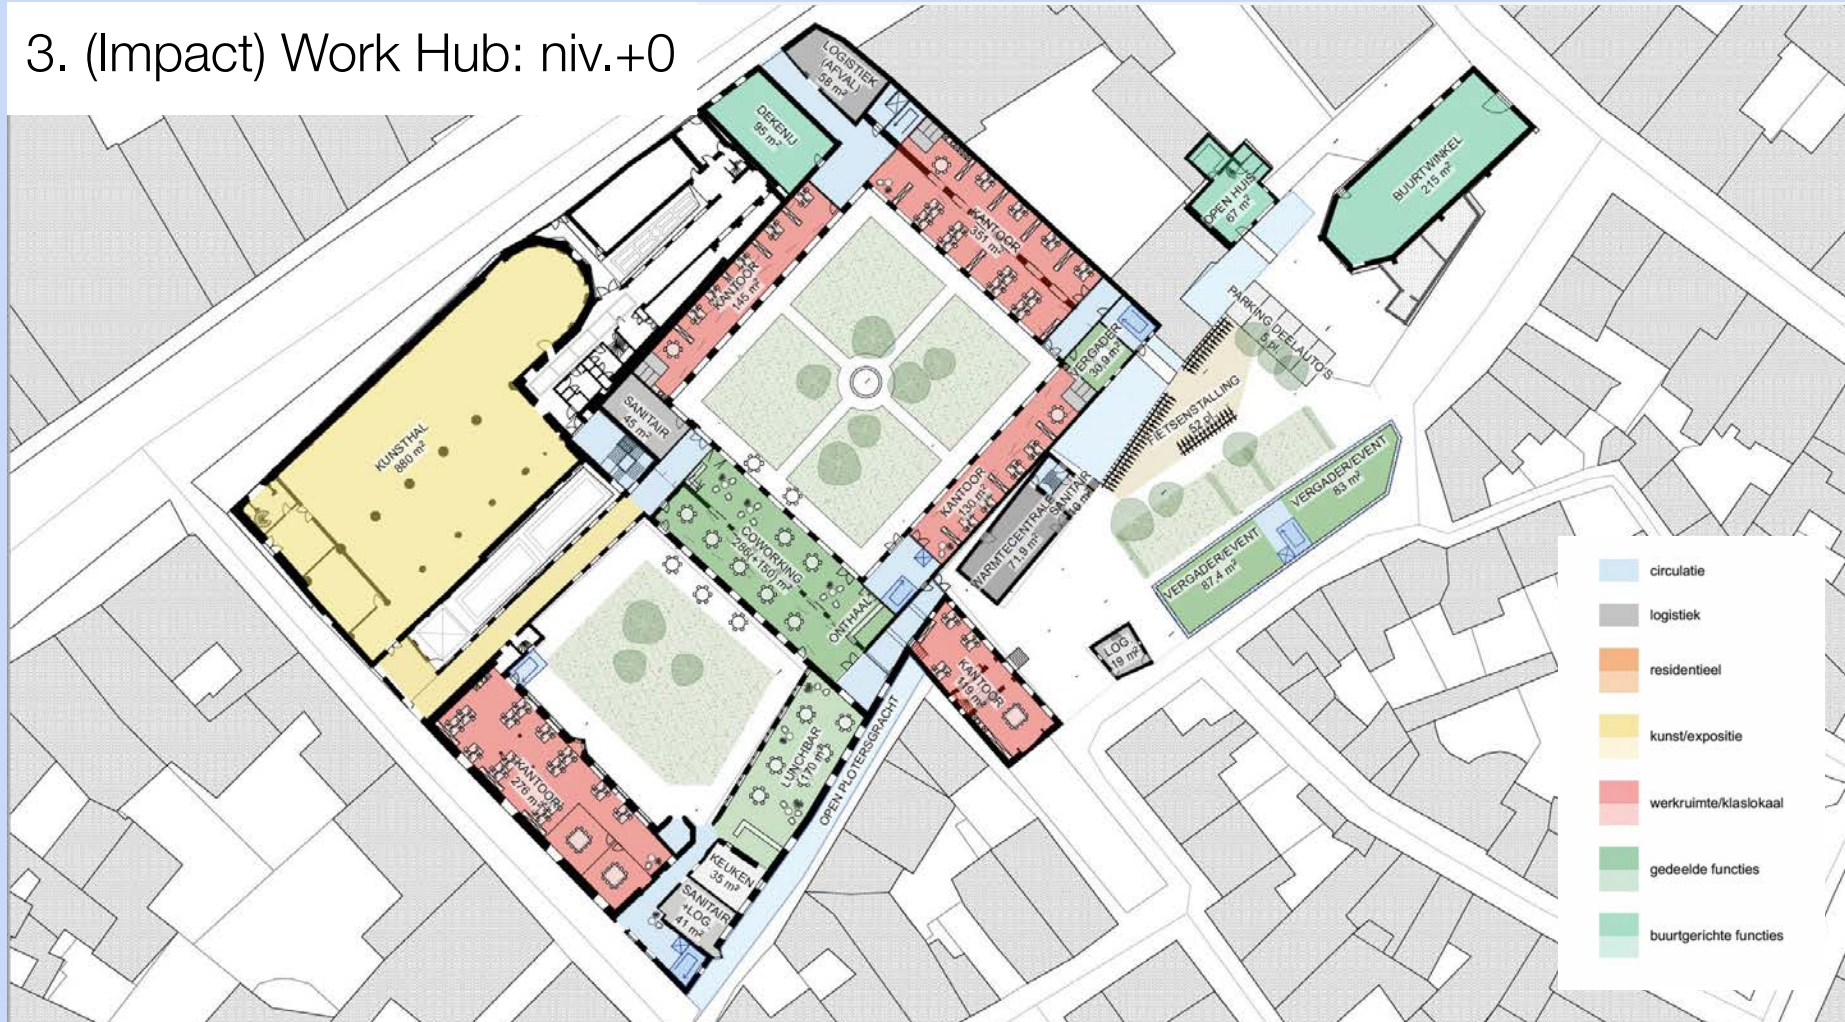 3. (Impact) Work Hub: niv.+0
LOGISTIEK
(AFVAL)
58 m²
DEKENIJ
95 m²
KANTOOR
351 m²
KANTOOR
145 m²
OPEN HUIS
67 m²
BUURTWINKEL
215 m²
VERGADER
30,9 m²
PARKING DEELAUTO'S
5 pl.
FIETSENSTALLING
52 pl.
SANITAIR
45 m²
KUNSTHAL
880 m²
KANTOOR
130 m²
SANITAIR
WARMTECENTRALE
71,9 m²
VERGADER/EVENT
83 m²
VERGADER/EVENT
87,4 m²
COWORKING
286(+150) m²
ONTHAAL
LOG.
19 m²
KANTOOR
119 m²
LUNCHBAR
(170 m²)
OPEN PLOTERSGRACHT
KANTOOR
276 m²
KEUKEN
35 m²
SANITAIR
+LOG
41 m²
circulatie
logistiek
residentieel
kunst/expositie
werkruimte/klaslokaal
gedeelde functies
buurtgerichte functies